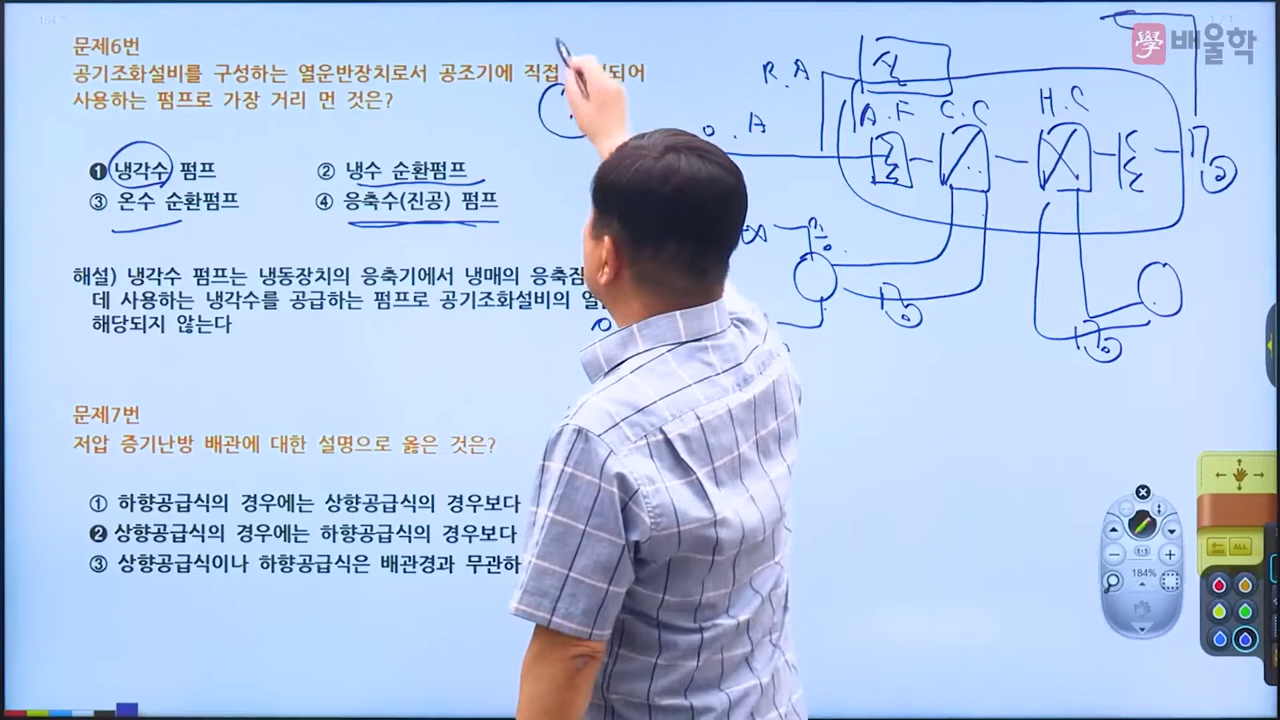 문제6번
공기조화설비를 구성하는 열운반장치로서 공조기에 직접 되어
사용하는 펌프로 가장 거리 먼 것은?
❶ 냉각수 펌프 ② 냉수 순환펌프
③ 온수 순환펌프 ④ 응축수(진공) 펌프
해설) 냉각수 펌프는 냉동장치의 응축기에서 냉매의 응축
데 사용하는 냉각수를 공급하는 펌프로 공기조화설비의
해당되지 않는다
문제7번
저압 증기난방 배관에 대한 설명으로 옳은 것은?
① 하향공급식의 경우에는 상향공급식의 경우보다
❷ 상향공급식의 경우에는 하향공급식의 경우보다
③ 상향공급식이나 하향공급식은 배관경과 무관하
學 배울학
실
R.A
O.A
A.F C.C H.C
184%
1:1
ALL